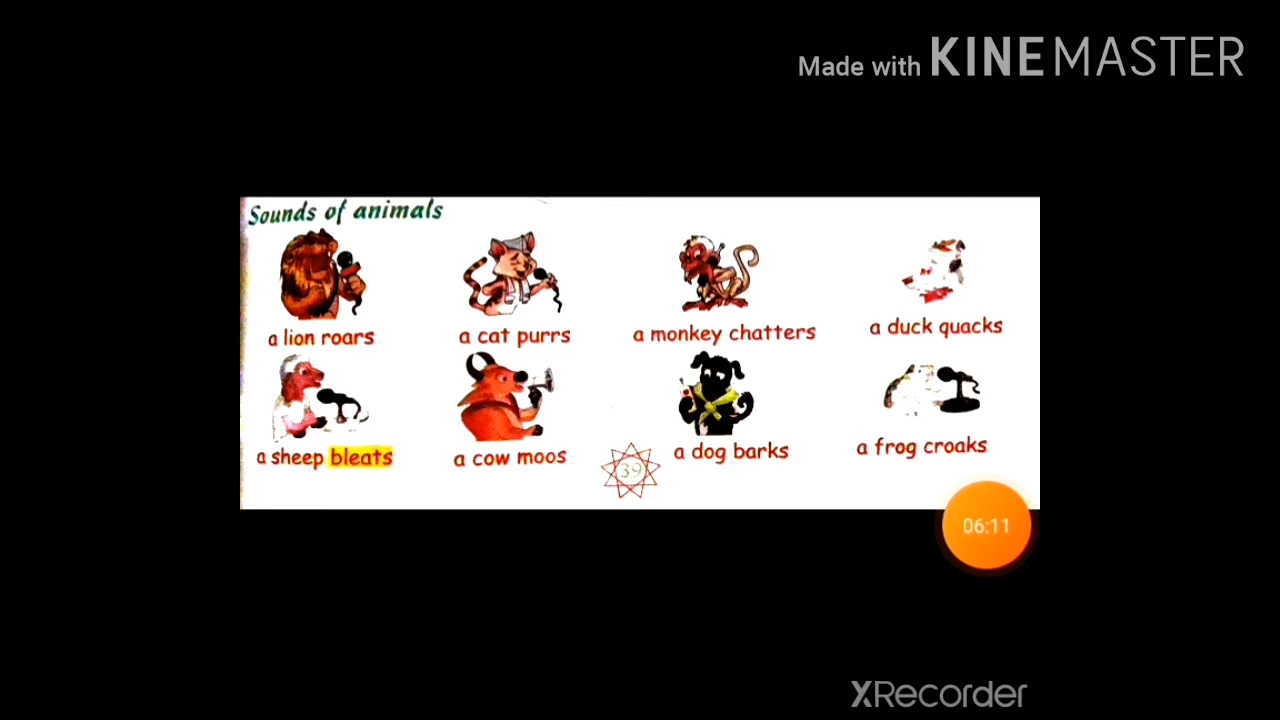 Made with KINEMASTER
Sounds of animals
a lion roars
a cat purrs
a monkey chatters
a duck quacks
a sheep bleats
a cow moos
a dog barks
a frog croaks
39
06:11
XRecorder